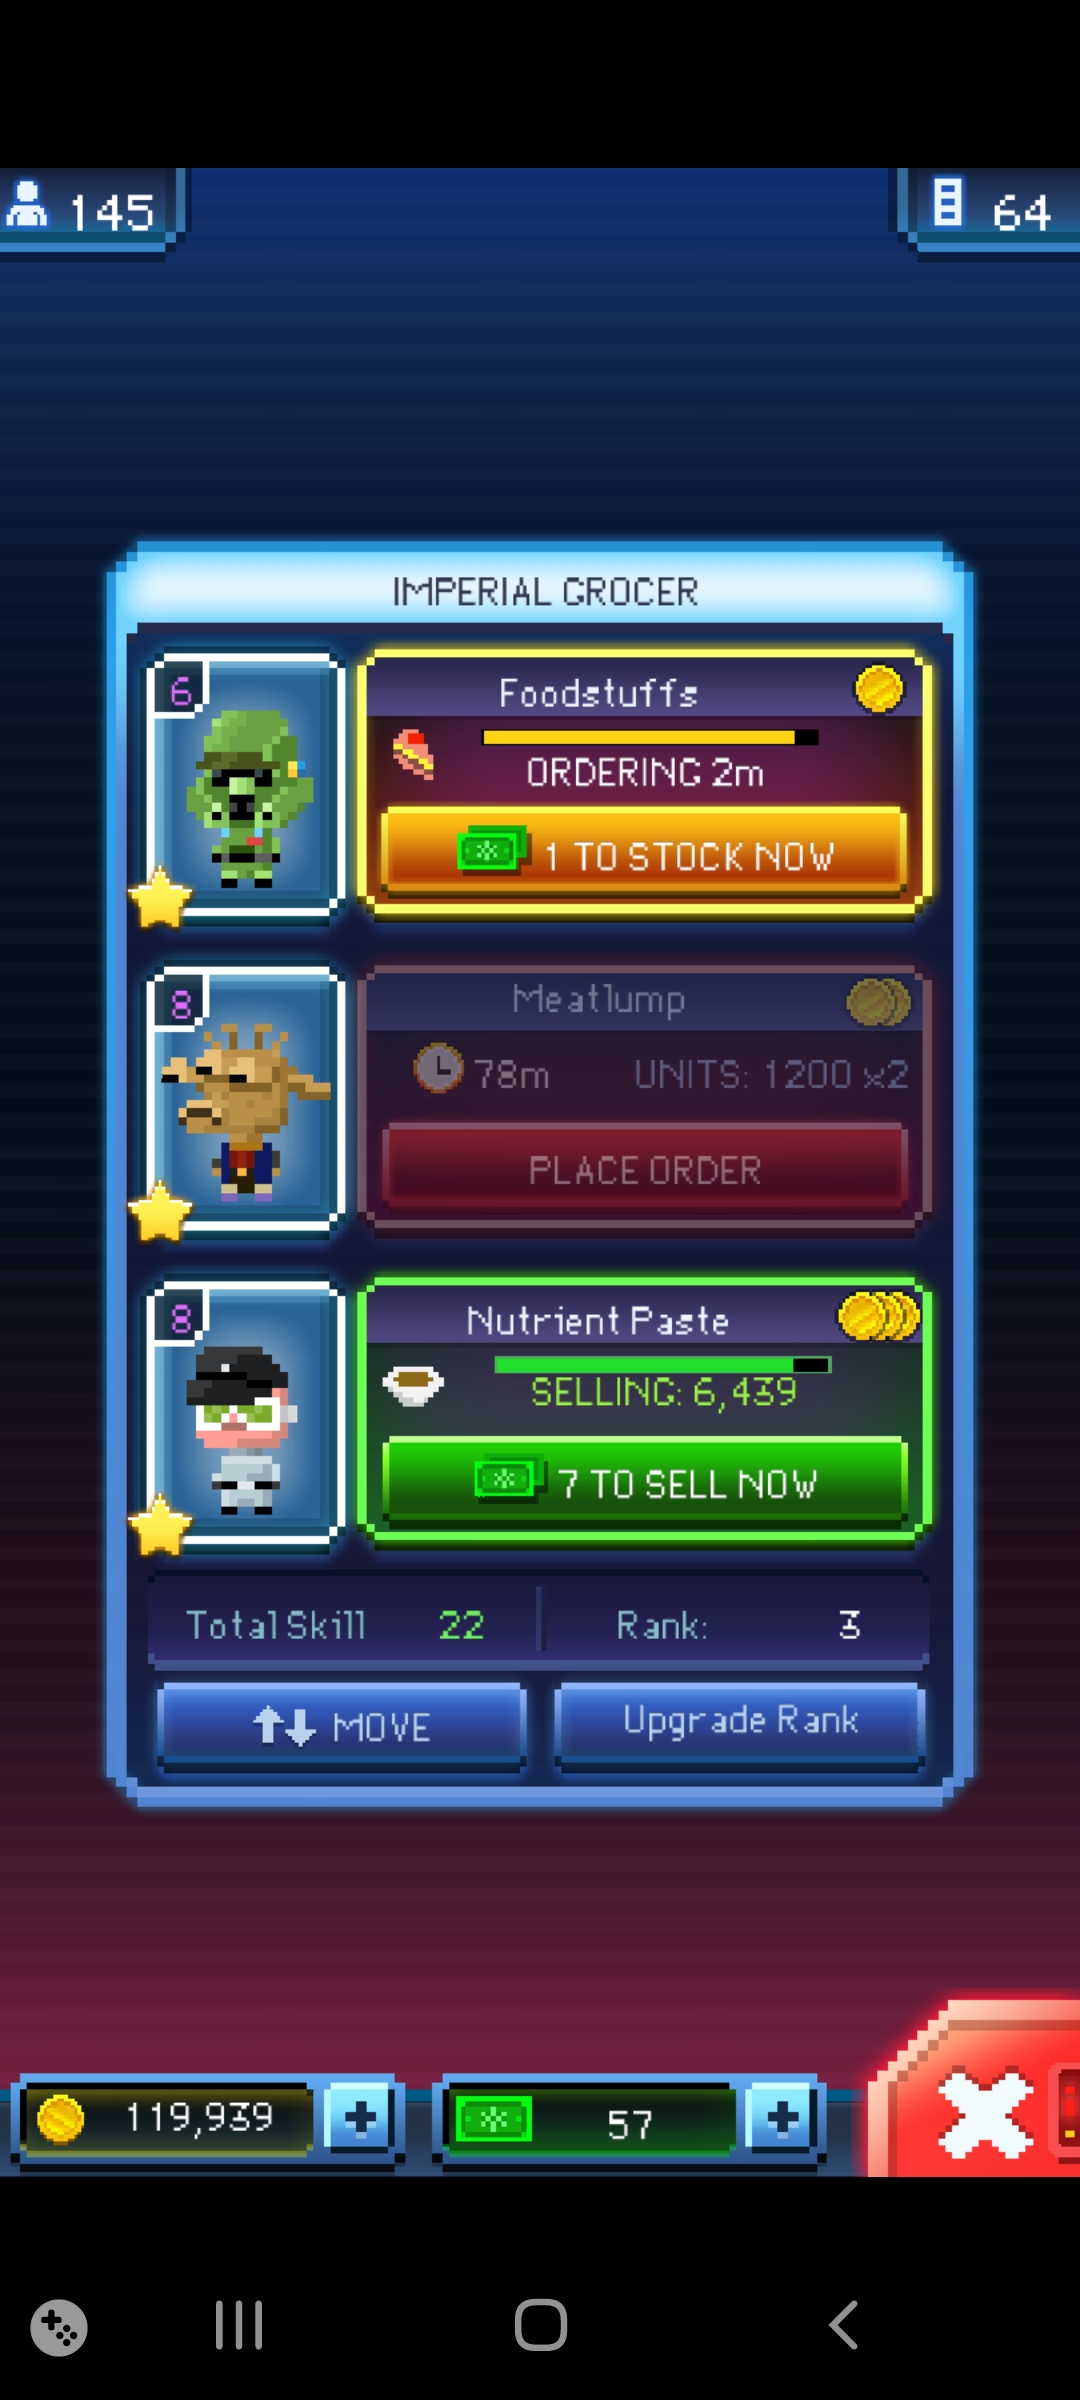 145
64
IMPERIAL GROCER
6
Foodstuffs
ORDERING 2m
1 TO STOCK NOW
8
Meatlump
78m UNITS: 1200 x2
PLACE ORDER
8
Nutrient Paste
SELLING: 6,439
7 TO SELL NOW
Total Skill 22 Rank: 3
MOVE Upgrade Rank
119,939 57